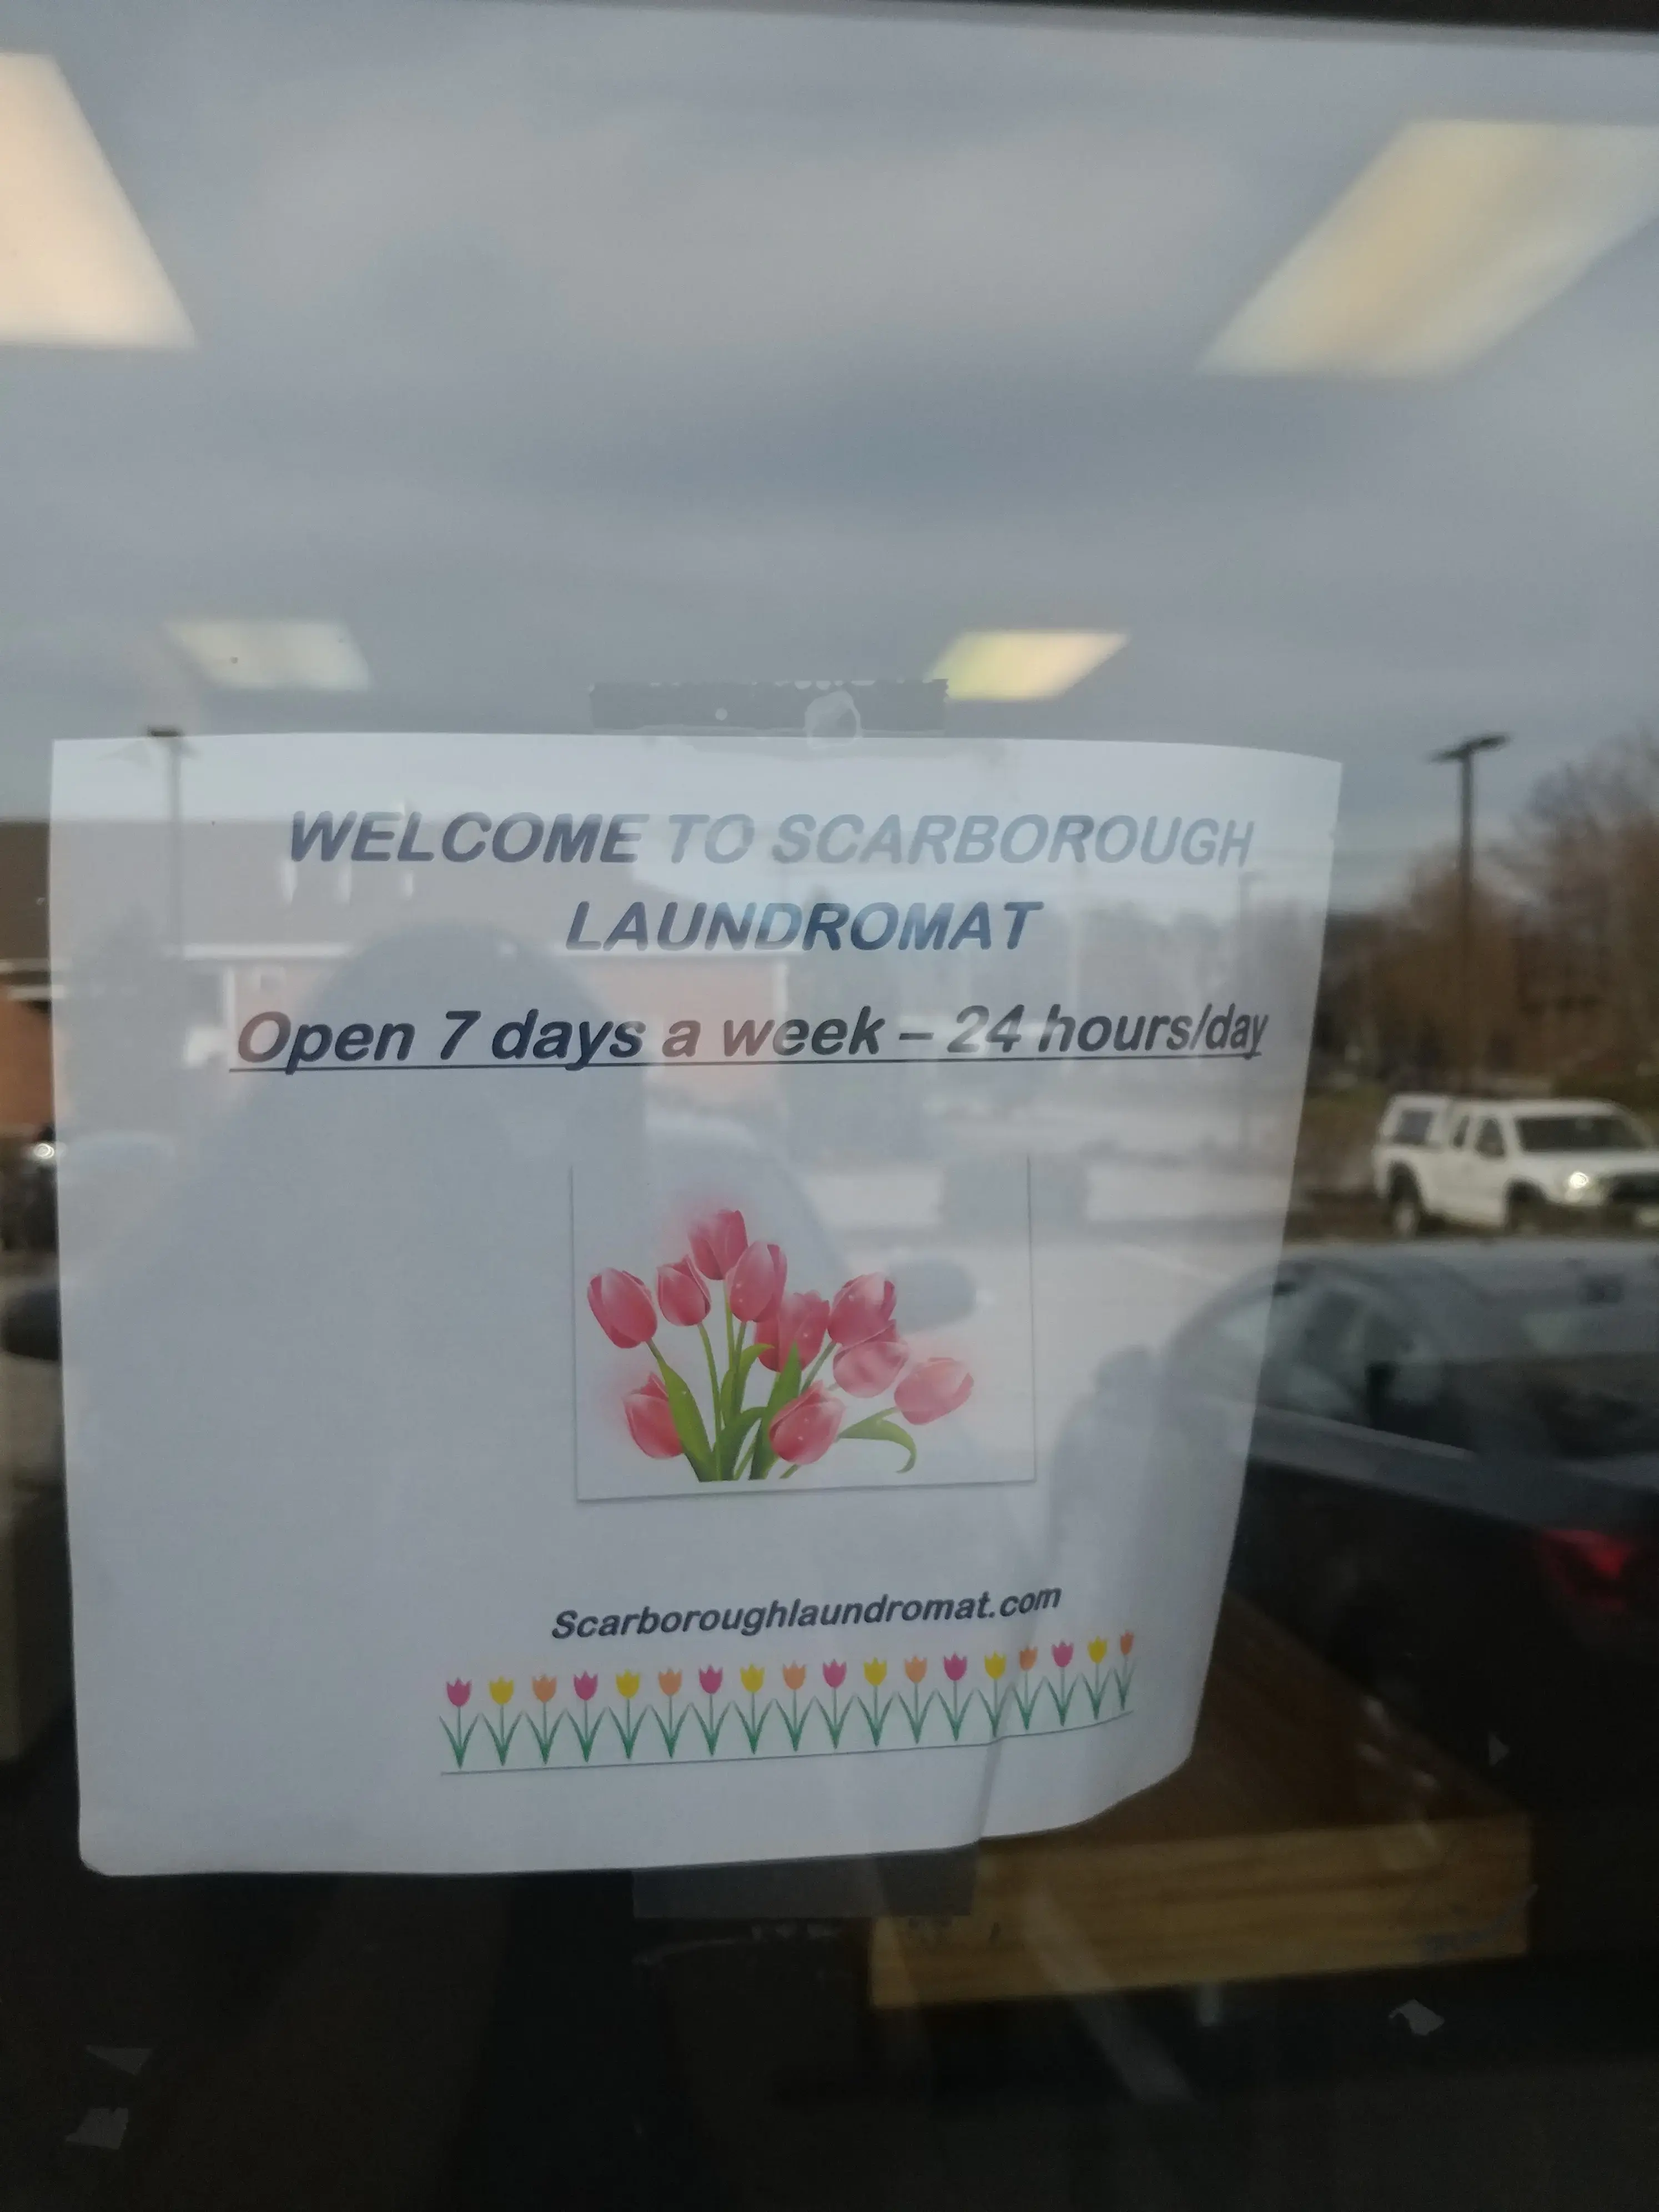 WELCOME TO SCARBOROUGH
LAUNDROMAT
Open 7 days a week – 24 hours/day
Scarboroughlaundromat.com